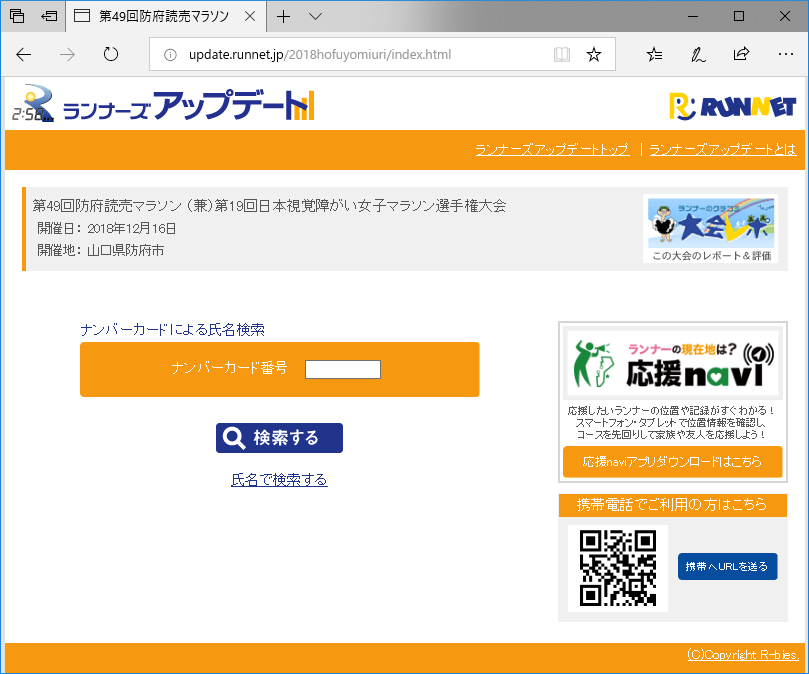 第49回防府読売マラソン
update.runnet.jp/2018hofuyomiuri/index.html
2:58...
ランナーズアップデート
RUNNET
ランナーズアップデートトップ | ランナーズアップデートとは
第49回防府読売マラソン （兼）第19回日本視覚障がい女子マラソン選手権大会
開催日： 2018年12月16日
開催地： 山口県防府市
ランナーのクチコミ
大会レポ
この大会のレポート＆評価
ナンバーカードによる氏名検索
ナンバーカード番号
検索する
氏名で検索する
ランナーの現在地は？
応援navi
応援したいランナーの位置や記録がすぐわかる！
スマートフォン・タブレットで位置情報を確認し、
コースを先回りして家族や友人を応援しよう！
応援naviアプリダウンロードはこちら
携帯電話でご利用の方はこちら
携帯へURLを送る
(C)Copyright R-bies.